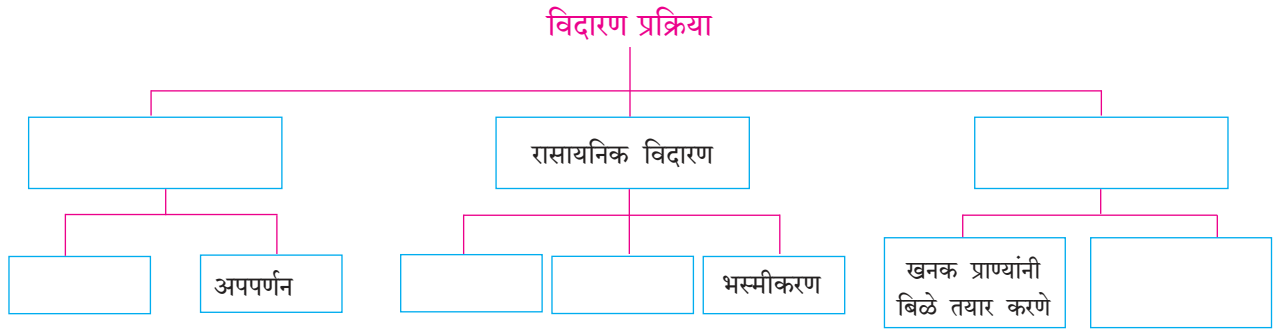 विदारण प्रक्रिया
रासायनिक विदारण
अपपर्णन
भस्मीकरण
खनक प्राण्यांनी
बिळे तयार करणे